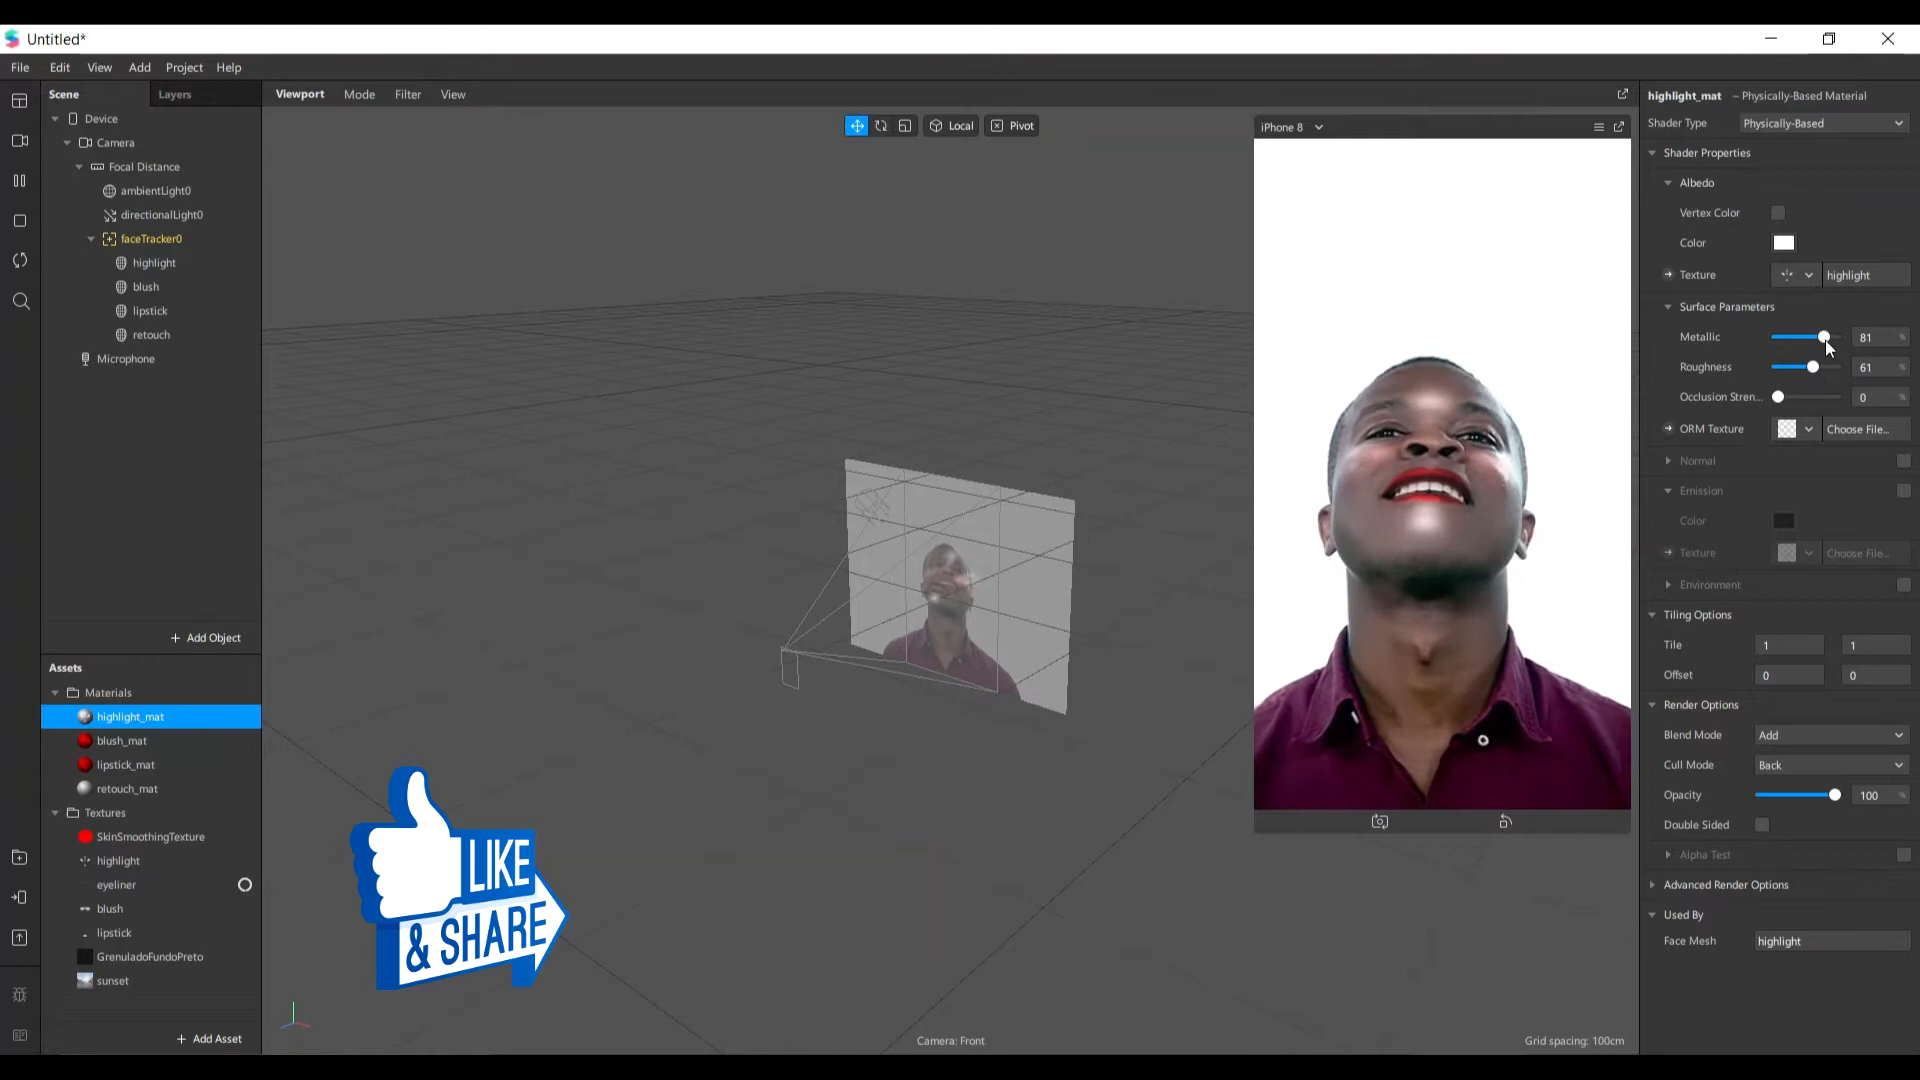 Untitled*
File Edit View Add Project Help
Scene Layers
Device
Camera
Focal Distance
ambientLight0
directionalLight0
faceTracker0
highlight
blush
lipstick
retouch
Microphone
+ Add Object
Assets
Materials
highlight_mat
blush_mat
lipstick_mat
retouch_mat
Textures
SkinSmoothingTexture
highlight
eyeliner
blush
lipstick
GrenuladoFundoPreto
sunset
+ Add Asset
Viewport Mode Filter View
Local Pivot
iPhone 8
LIKE
& SHARE
Camera: Front
Grid spacing: 100cm
highlight_mat – Physically-Based Material
Shader Type Physically-Based
Shader Properties
Albedo
Vertex Color
Color
Texture highlight
Surface Parameters
Metallic 81 %
Roughness 61 %
Occlusion Stren... 0 %
ORM Texture Choose File...
Normal
Emission
Color
Texture Choose File...
Environment
Tiling Options
Tile 1 1
Offset 0 0
Render Options
Blend Mode Add
Cull Mode Back
Opacity 100 %
Double Sided
Alpha Test
Advanced Render Options
Used By
Face Mesh highlight